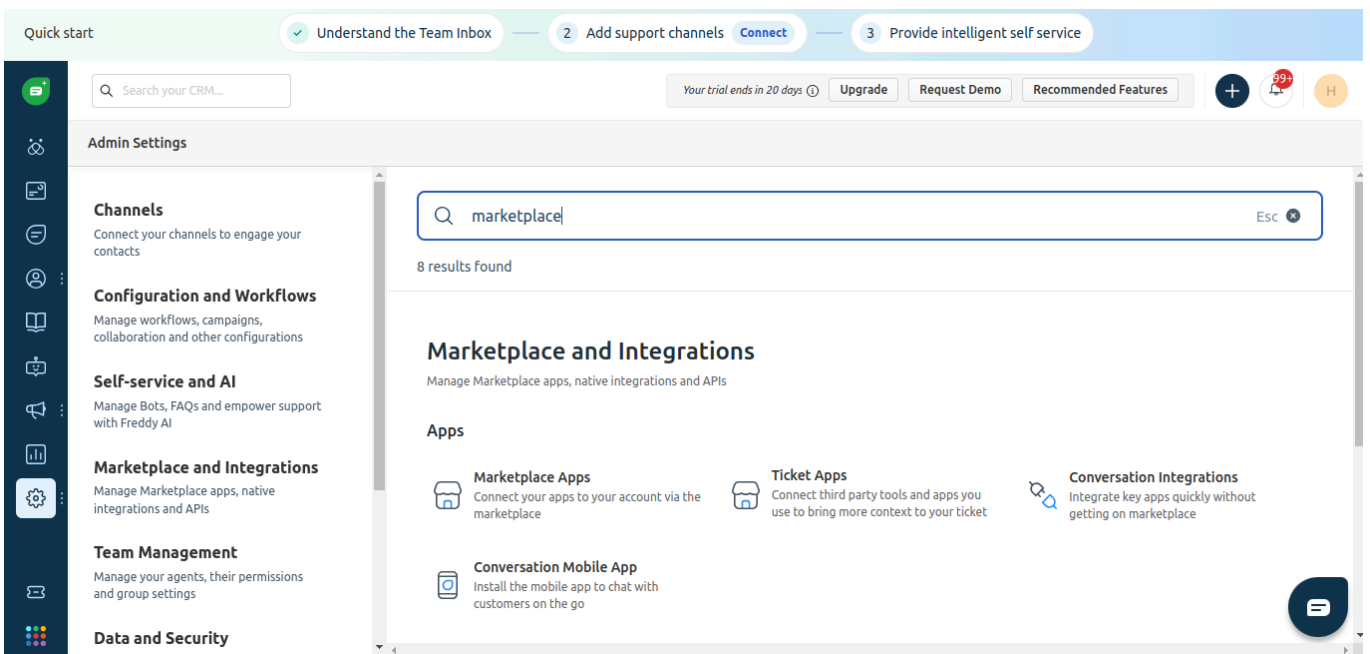 Quick start
Understand the Team Inbox
2 Add support channels Connect
3 Provide intelligent self service
Search your CRM...
Your trial ends in 20 days
Upgrade
Request Demo
Recommended Features
99+
H
Admin Settings
Channels
Connect your channels to engage your
contacts
Configuration and Workflows
Manage workflows, campaigns,
collaboration and other configurations
Self-service and AI
Manage Bots, FAQs and empower support
with Freddy AI
Marketplace and Integrations
Manage Marketplace apps, native
integrations and APIs
Team Management
Manage your agents, their permissions
and group settings
Data and Security
marketplace
Esc
8 results found
Marketplace and Integrations
Manage Marketplace apps, native integrations and APIs
Apps
Marketplace Apps
Connect your apps to your account via the
marketplace
Ticket Apps
Connect third party tools and apps you
use to bring more context to your ticket
Conversation Integrations
Integrate key apps quickly without
getting on marketplace
Conversation Mobile App
Install the mobile app to chat with
customers on the go